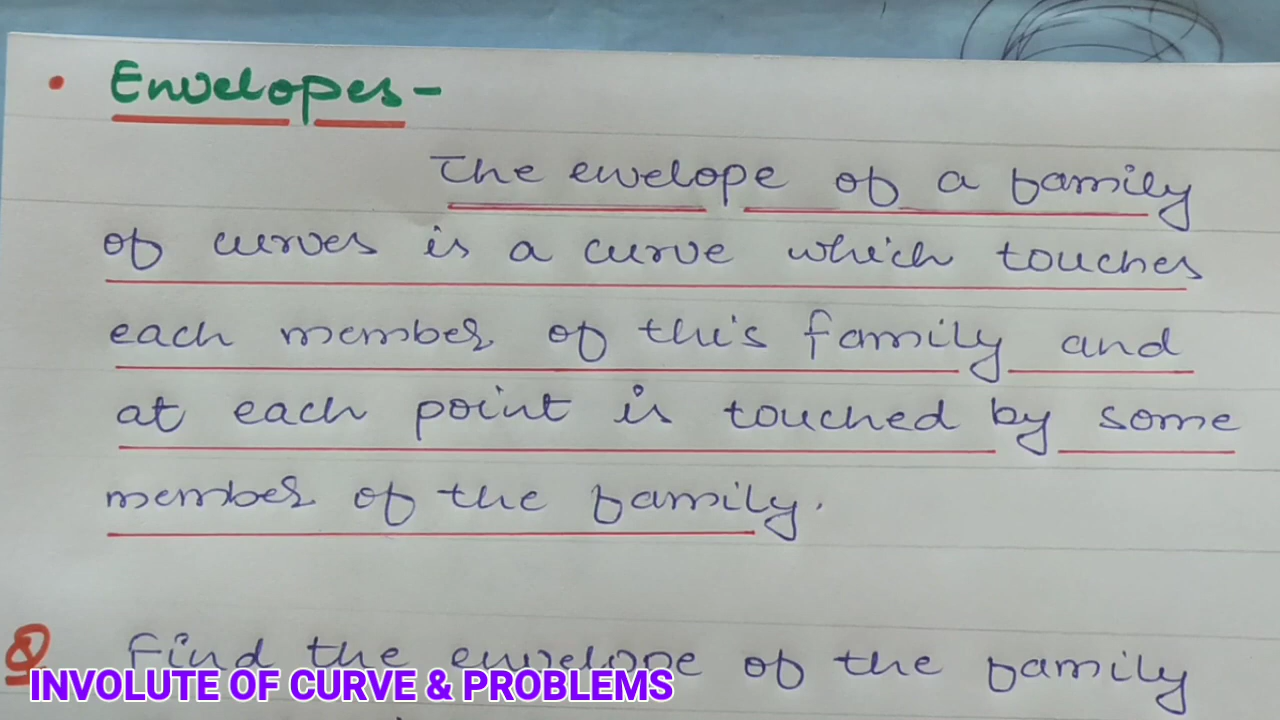 • Envelopes-
The envelope of a family
of curves is a curve which touches
each member of this family and
at each point is touched by some
member of the family.
Q Find the envelope of the family
INVOLUTE OF CURVE & PROBLEMS